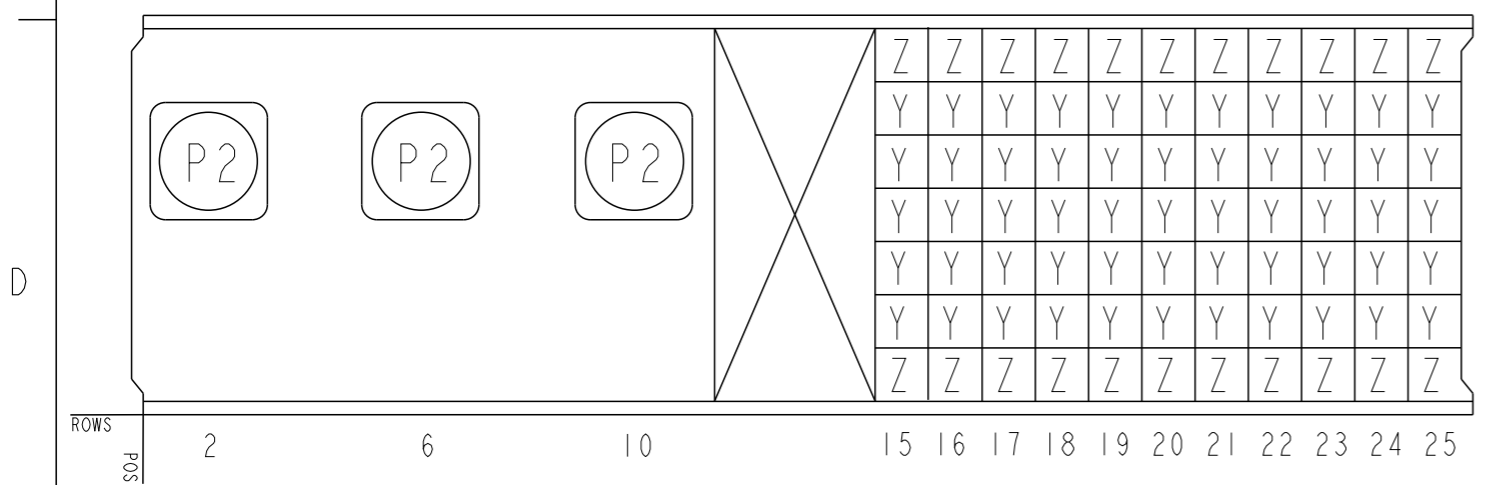 Z Z Z Z Z Z Z Z Z Z Z
Y Y Y Y Y Y Y Y Y Y Y
P2 P2 P2 Y Y Y Y Y Y Y Y Y Y Y
Y Y Y Y Y Y Y Y Y Y Y
D Y Y Y Y Y Y Y Y Y Y Y
Y Y Y Y Y Y Y Y Y Y Y
Z Z Z Z Z Z Z Z Z Z Z
ROWS
2 6 10 15 16 17 18 19 20 21 22 23 24 25
POS